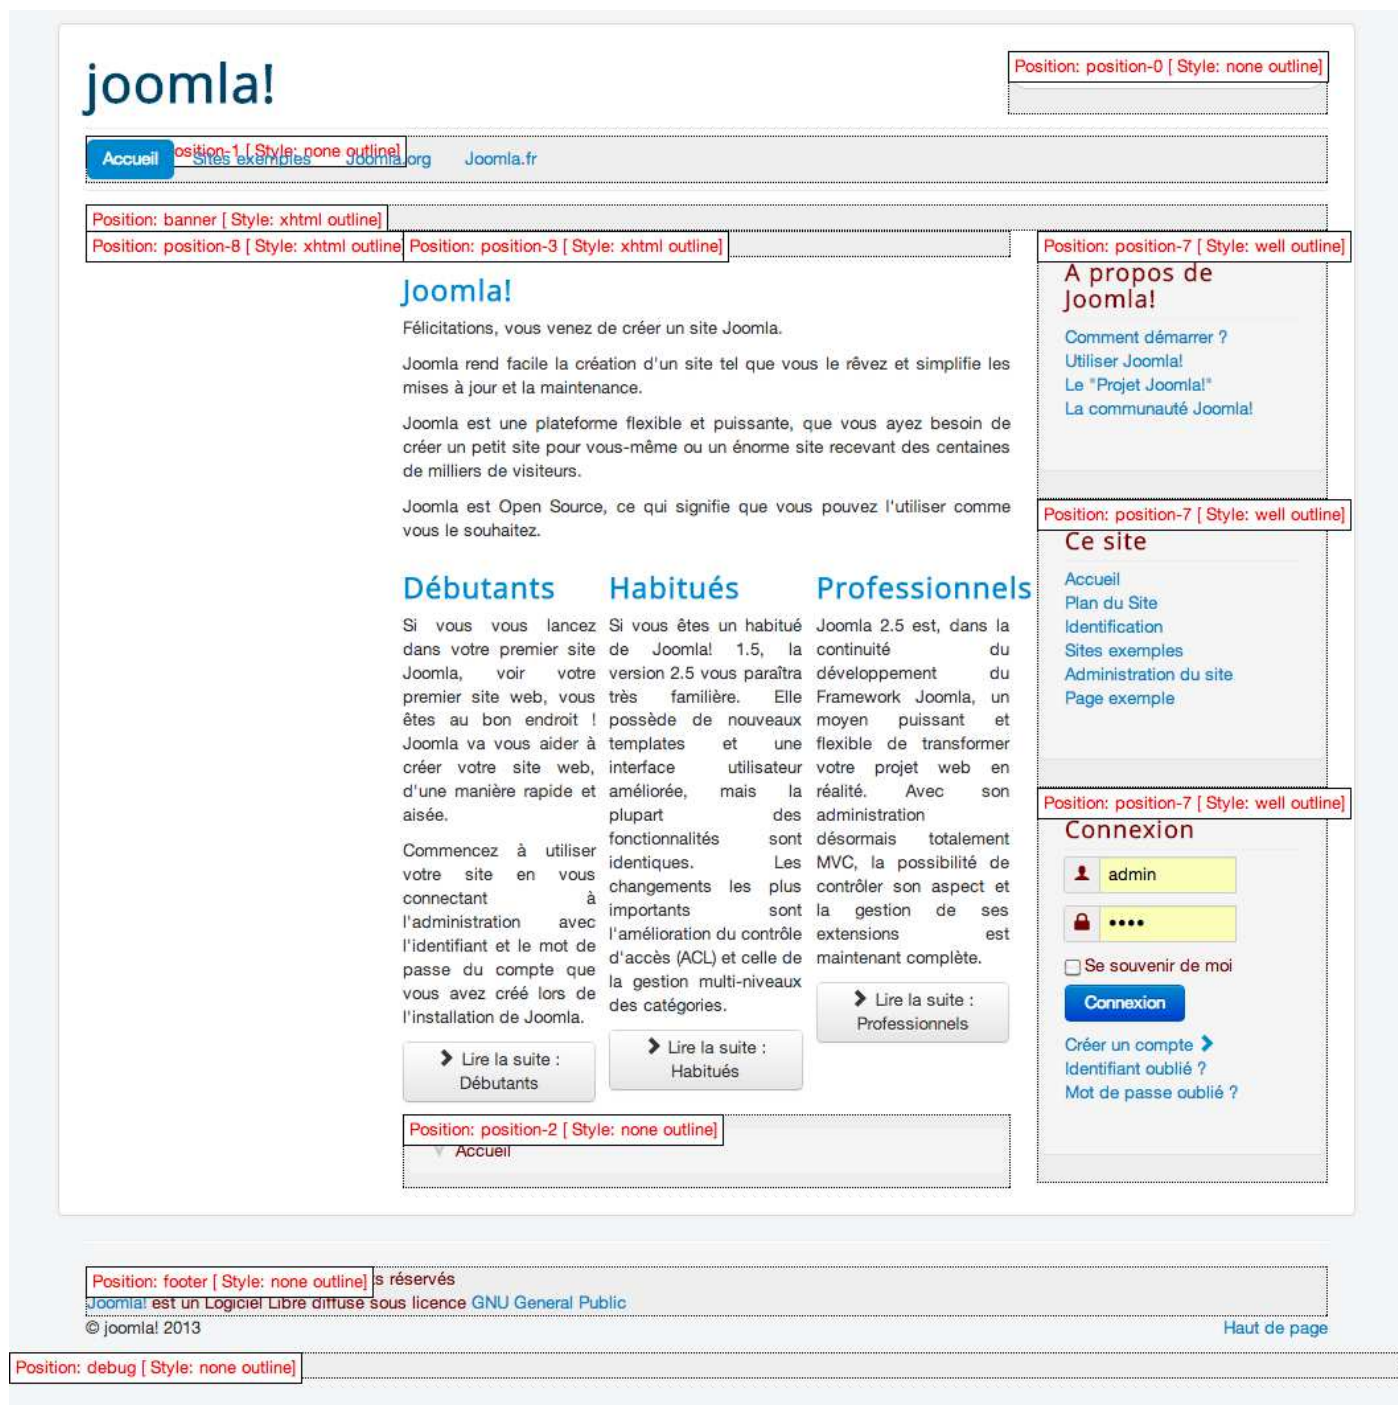 joomla!
Position: position-0 [ Style: none outline]
Accueil osition-1 [ Style: none outline]
Sites exemples Joomla.org Joomla.fr
Position: banner [ Style: xhtml outline]
Position: position-8 [ Style: xhtml outline
Position: position-3 [ Style: xhtml outline]
Joomla!
Félicitations, vous venez de créer un site Joomla.
Joomla rend facile la création d'un site tel que vous le rêvez et simplifie les
mises à jour et la maintenance.
Joomla est une plateforme flexible et puissante, que vous ayez besoin de
créer un petit site pour vous-même ou un énorme site recevant des centaines
de milliers de visiteurs.
Joomla est Open Source, ce qui signifie que vous pouvez l'utiliser comme
vous le souhaitez.
Débutants
Si vous vous lancez
dans votre premier site
Joomla, voir votre
premier site web, vous
êtes au bon endroit !
Joomla va vous aider à
créer votre site web,
d'une manière rapide et
aisée.
Commencez à utiliser
votre site en vous
connectant à
l'administration avec
l'identifiant et le mot de
passe du compte que
vous avez créé lors de
l'installation de Joomla.
Lire la suite :
Débutants
Habitués
Si vous êtes un habitué
de Joomla! 1.5, la
version 2.5 vous paraîtra
très familière. Elle
possède de nouveaux
templates et une
interface utilisateur
améliorée, mais la
plupart des
fonctionnalités sont
identiques. Les
changements les plus
importants sont
l'amélioration du contrôle
d'accès (ACL) et celle de
la gestion multi-niveaux
des catégories.
Lire la suite :
Habitués
Professionnels
Joomla 2.5 est, dans la
continuité du
développement du
Framework Joomla, un
moyen puissant et
flexible de transformer
votre projet web en
réalité. Avec son
administration
désormais totalement
MVC, la possibilité de
contrôler son aspect et
la gestion de ses
extensions est
maintenant complète.
Lire la suite :
Professionnels
Position: position-2 [ Style: none outline]
Accueil
Position: position-7 [ Style: well outline]
A propos de
Joomla!
Comment démarrer ?
Utiliser Joomla!
Le "Projet Joomla!"
La communauté Joomla!
Position: position-7 [ Style: well outline]
Ce site
Accueil
Plan du Site
Identification
Sites exemples
Administration du site
Page exemple
Position: position-7 [ Style: well outline]
Connexion
admin
••••
Se souvenir de moi
Connexion
Créer un compte
Identifiant oublié ?
Mot de passe oublié ?
Position: footer [ Style: none outline] s réservés
Joomla! est un Logiciel Libre diffusé sous licence GNU General Public
© joomla! 2013
Haut de page
Position: debug [ Style: none outline]